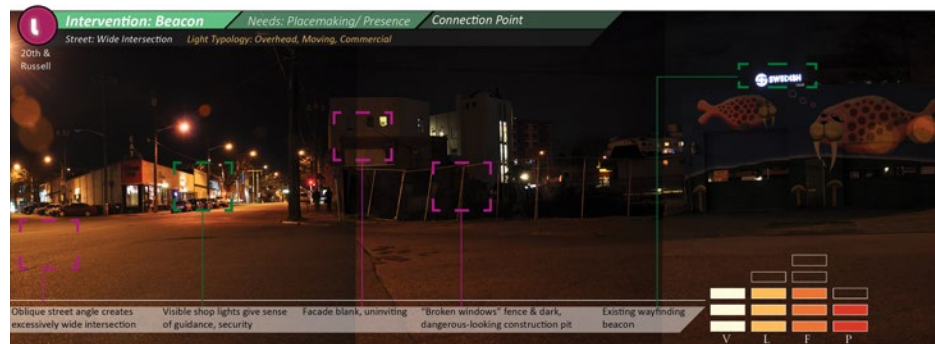 L
Intervention: Beacon
Needs: Placemaking/ Presence
Connection Point
Street: Wide Intersection
Light Typology: Overhead, Moving, Commercial
20th &
Russell
SWEDISH
Oblique street angle creates
excessively wide intersection
Visible shop lights give sense
of guidance, security
Facade blank, uninviting
“Broken windows” fence & dark,
dangerous-looking construction pit
Existing wayfinding
beacon
V L F P